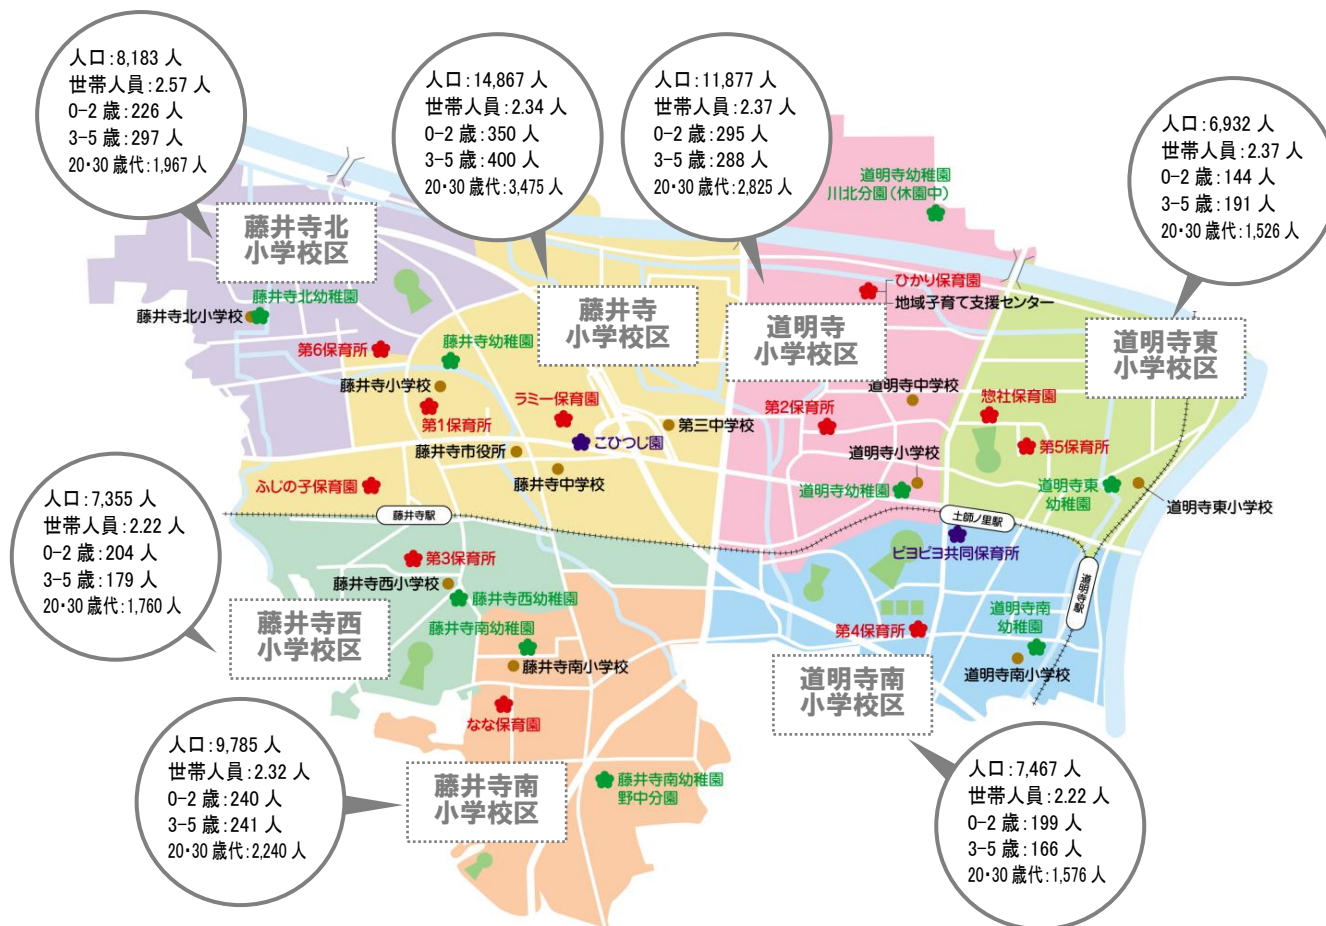 人口:8,183 人
世帯人員:2.57 人
0-2 歳:226 人
3-5 歳:297 人
20・30 歳代:1,967 人
人口:14,867 人
世帯人員:2.34 人
0-2 歳:350 人
3-5 歳:400 人
20・30 歳代:3,475 人
人口:11,877 人
世帯人員:2.37 人
0-2 歳:295 人
3-5 歳:288 人
20・30 歳代:2,825 人
人口:6,932 人
世帯人員:2.37 人
0-2 歳:144 人
3-5 歳:191 人
20・30 歳代:1,526 人
道明寺幼稚園
川北分園(休園中)
藤井寺北
小学校区
藤井寺
小学校区
道明寺
小学校区
道明寺東
小学校区
ひかり保育園
地域子育て支援センター
藤井寺北幼稚園
藤井寺北小学校
第6保育所
藤井寺幼稚園
藤井寺小学校
第1保育所
ラミー保育園
こひつじ園
第三中学校
藤井寺市役所
藤井寺中学校
ふじの子保育園
道明寺中学校
第2保育所
惣社保育園
第5保育所
道明寺小学校
道明寺幼稚園
道明寺東
幼稚園
道明寺東小学校
藤井寺駅
土師ノ里駅
道明寺駅
ピヨピヨ共同保育所
人口:7,355 人
世帯人員:2.22 人
0-2 歳:204 人
3-5 歳:179 人
20・30 歳代:1,760 人
第3保育所
藤井寺西小学校
藤井寺西幼稚園
藤井寺西
小学校区
藤井寺南幼稚園
藤井寺南小学校
なな保育園
第4保育所
道明寺南
幼稚園
道明寺南小学校
道明寺南
小学校区
人口:9,785 人
世帯人員:2.32 人
0-2 歳:240 人
3-5 歳:241 人
20・30 歳代:2,240 人
藤井寺南
小学校区
藤井寺南幼稚園
野中分園
人口:7,467 人
世帯人員:2.22 人
0-2 歳:199 人
3-5 歳:166 人
20・30 歳代:1,576 人